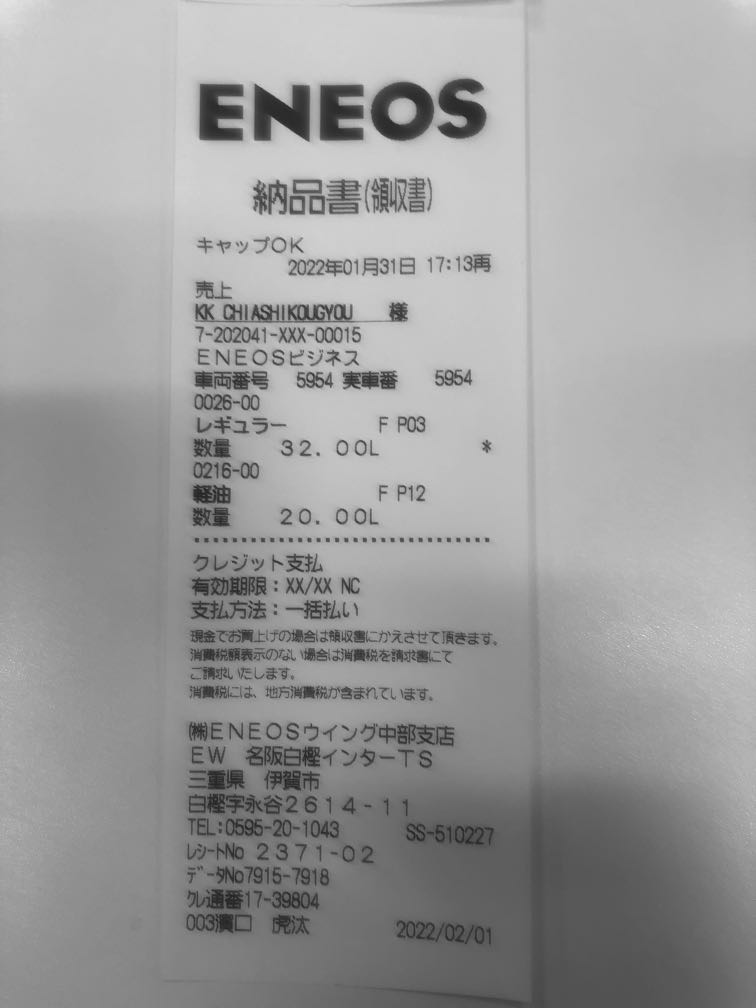 ENEOS
納品書(領収書)
キャップOK
2022年01月31日 17:13再
売上
KK CHIASHIKOUGYOU 様
7-202041-XXX-00015
ENEOSビジネス
車両番号 5954 実車番 5954
0026-00
レギュラー F P03
数量 32.00L *
0216-00
軽油 F P12
数量 20.00L
クレジット支払
有効期限:XX/XX NC
支払方法:一括払い
現金でお買上げの場合は領収書にかえさせて頂きます。
消費税額表示のない場合は消費税を請求書にて
ご請求いたします。
消費税には、地方消費税が含まれています。
㈱ENEOSウイング中部支店
EW 名阪白樫インターTS
三重県 伊賀市
白樫字永谷2614-11
TEL:0595-20-1043 SS-510227
レシートNo 2371-02
データNo7915-7918
クレ通番17-39804
003濱口 虎汰 2022/02/01